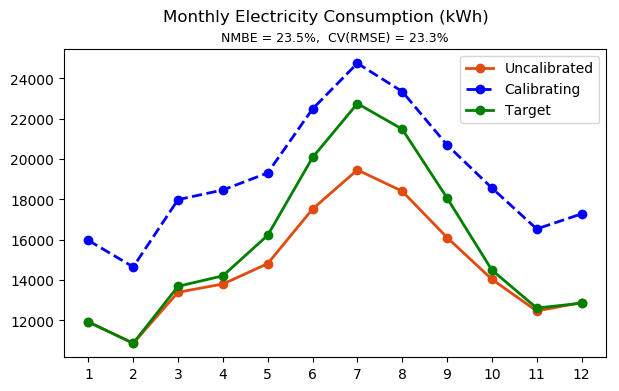 Monthly Electricity Consumption (kWh)
NMBE = 23.5%,  CV(RMSE) = 23.3%
Uncalibrated
Calibrating
Target
24000
22000
20000
18000
16000
14000
12000
1 2 3 4 5 6 7 8 9 10 11 12